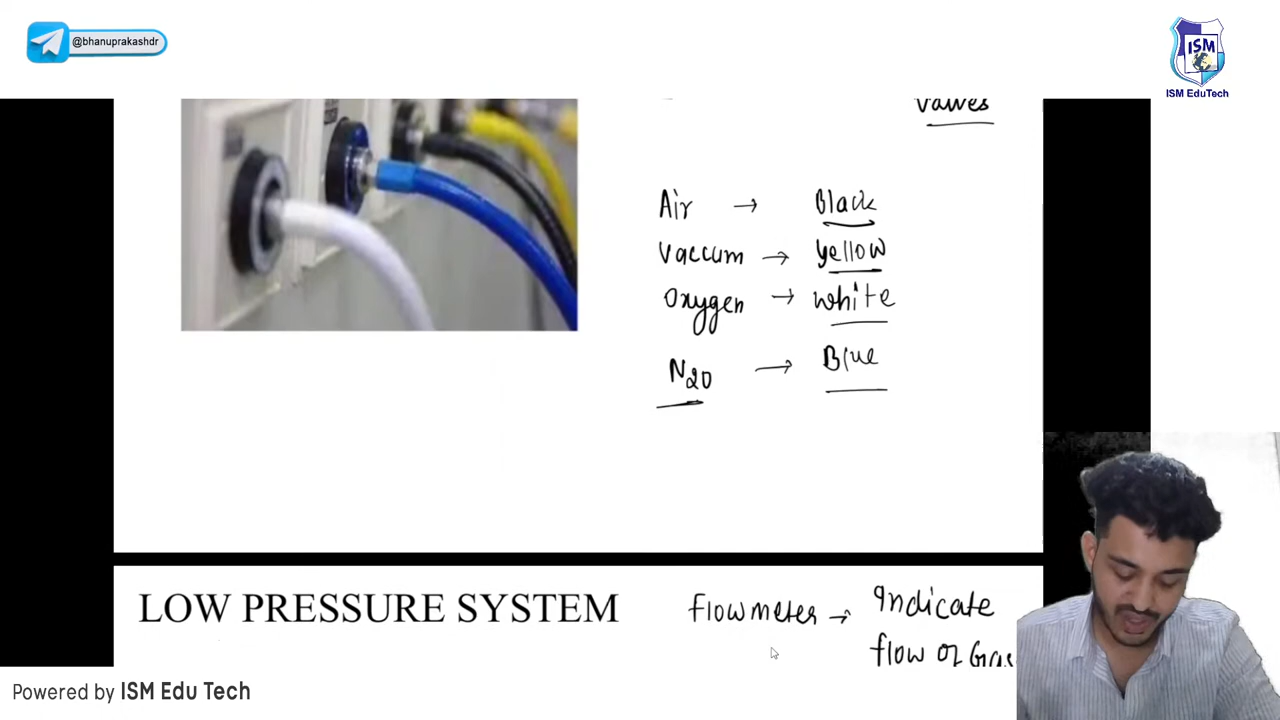 @bhanuprakashdr
ISM
ISM EduTech
Valves
Air → Black
Vaccum → Yellow
Oxygen → White
N20 → Blue
LOW PRESSURE SYSTEM
flowmeter → Indicate
flow of Gas
Powered by ISM Edu Tech